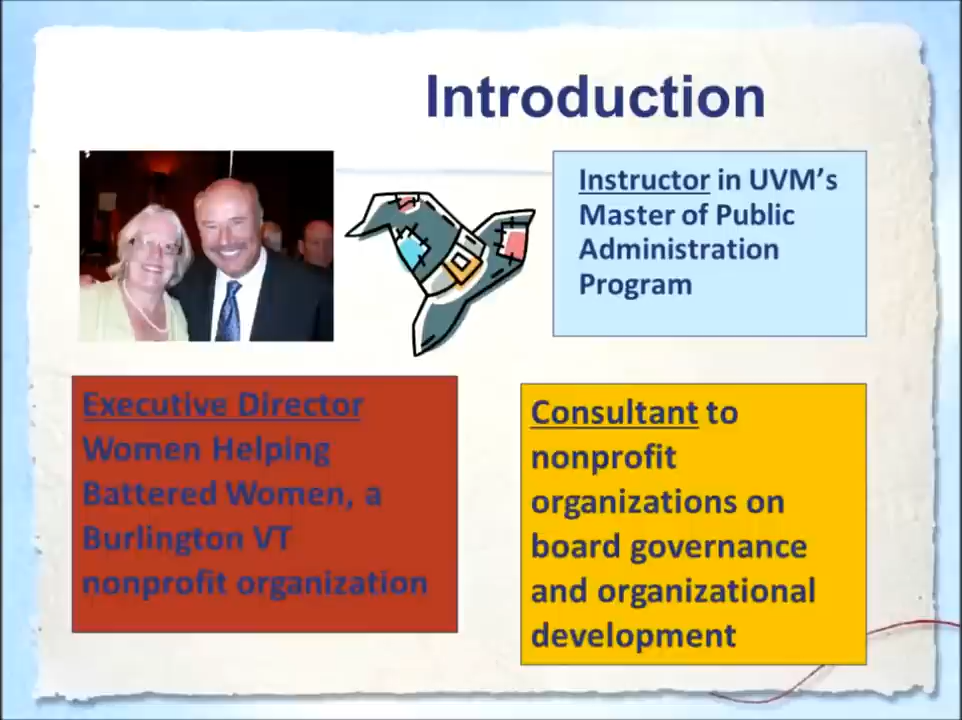 Introduction
Instructor in UVM’s
Master of Public
Administration
Program
Executive Director
Women Helping
Battered Women, a
Burlington VT
nonprofit organization
Consultant to
nonprofit
organizations on
board governance
and organizational
development